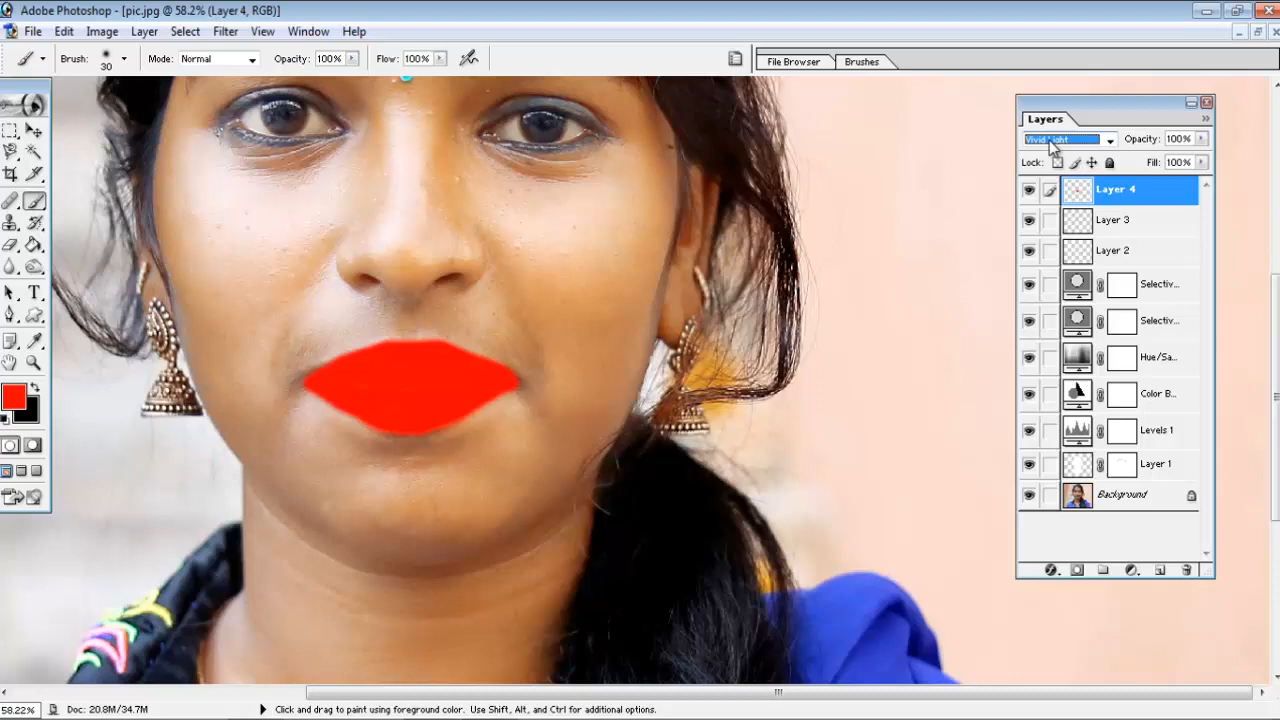 Adobe Photoshop - [pic.jpg @ 58.2% (Layer 4, RGB)]
File Edit Image Layer Select Filter View Window Help
Brush: 30 Mode: Normal Opacity: 100% Flow: 100% File Browser Brushes
Layers
Vivid Light Opacity: 100%
Lock: Fill: 100%
Layer 4
Layer 3
Layer 2
Selectiv...
Selectiv...
Hue/Sa...
Color B...
Levels 1
Layer 1
Background
58.22% Doc: 20.8M/34.7M Click and drag to paint using foreground color. Use Shift, Alt, and Ctrl for additional options.